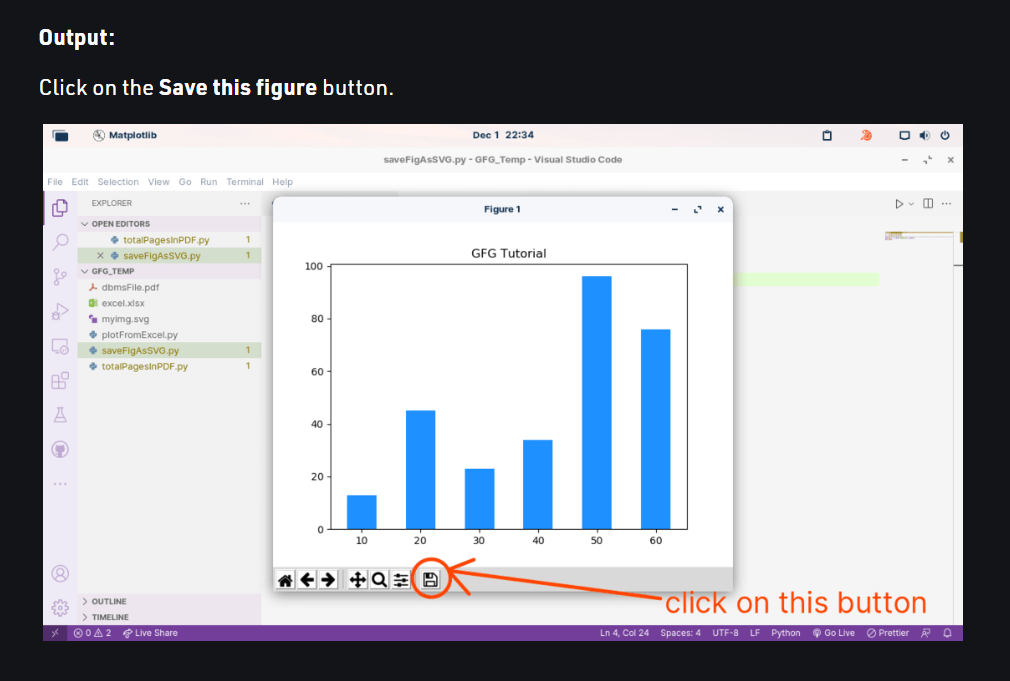 Output:
Click on the Save this figure button.
Matplotlib
Dec 1 22:34
saveFigAsSVG.py - GFG_Temp - Visual Studio Code
File Edit Selection View Go Run Terminal Help
EXPLORER
OPEN EDITORS
totalPagesInPDF.py 1
saveFigAsSVG.py 1
GFG_TEMP
dbmsFile.pdf
excel.xlsx
myimg.svg
plotFromExcel.py
saveFigAsSVG.py 1
totalPagesInPDF.py 1
OUTLINE
TIMELINE
Figure 1
GFG Tutorial
100
80
60
40
20
0
10 20 30 40 50 60
click on this button
0 2 Live Share
Ln 4, Col 24 Spaces: 4 UTF-8 LF Python Go Live Prettier